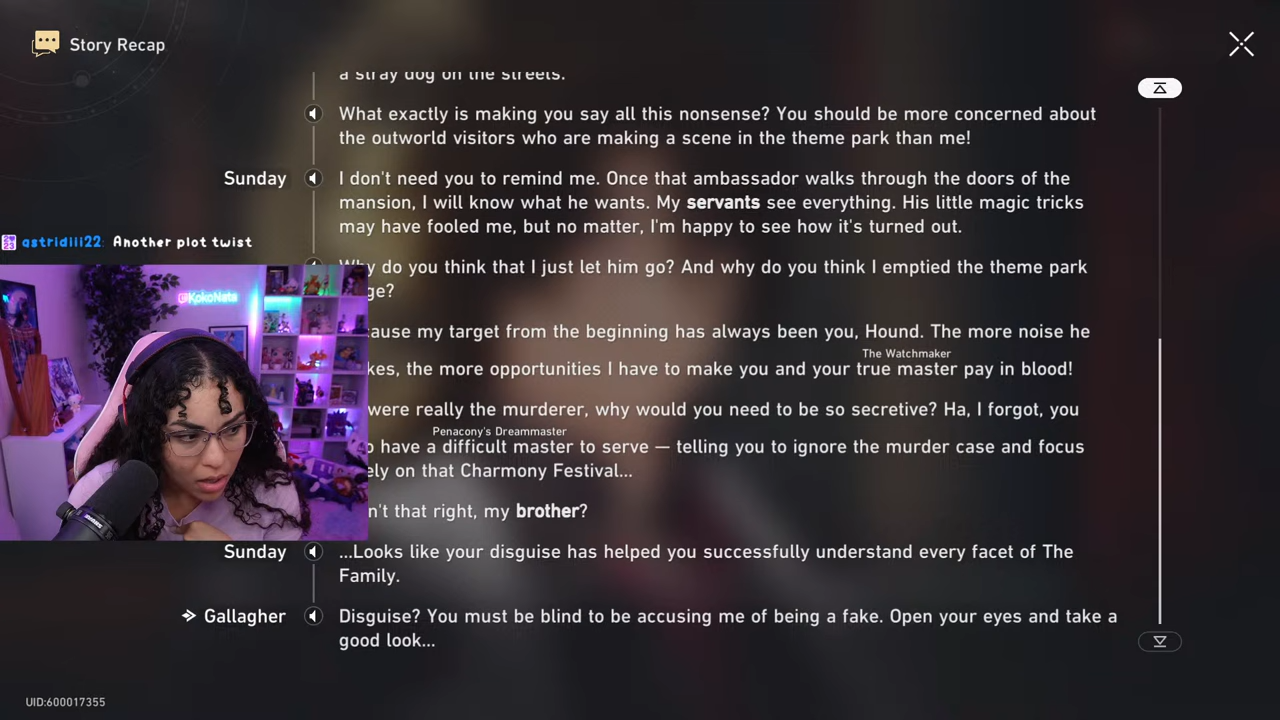 Story Recap
a stray dog on the streets.
What exactly is making you say all this nonsense? You should be more concerned about
the outworld visitors who are making a scene in the theme park than me!
Sunday
I don't need you to remind me. Once that ambassador walks through the doors of the
mansion, I will know what he wants. My servants see everything. His little magic tricks
may have fooled me, but no matter, I'm happy to see how it's turned out.
astridiii22: Another plot twist
Why do you think that I just let him go? And why do you think I emptied the theme park
ge?
@KokoNata
cause my target from the beginning has always been you, Hound. The more noise he
The Watchmaker
kes, the more opportunities I have to make you and your true master pay in blood!
were really the murderer, why would you need to be so secretive? Ha, I forgot, you
Penacony's Dreammaster
o have a difficult master to serve — telling you to ignore the murder case and focus
ely on that Charmony Festival...
n't that right, my brother?
Sunday
...Looks like your disguise has helped you successfully understand every facet of The
Family.
Gallagher
Disguise? You must be blind to be accusing me of being a fake. Open your eyes and take a
good look...
UID:600017355